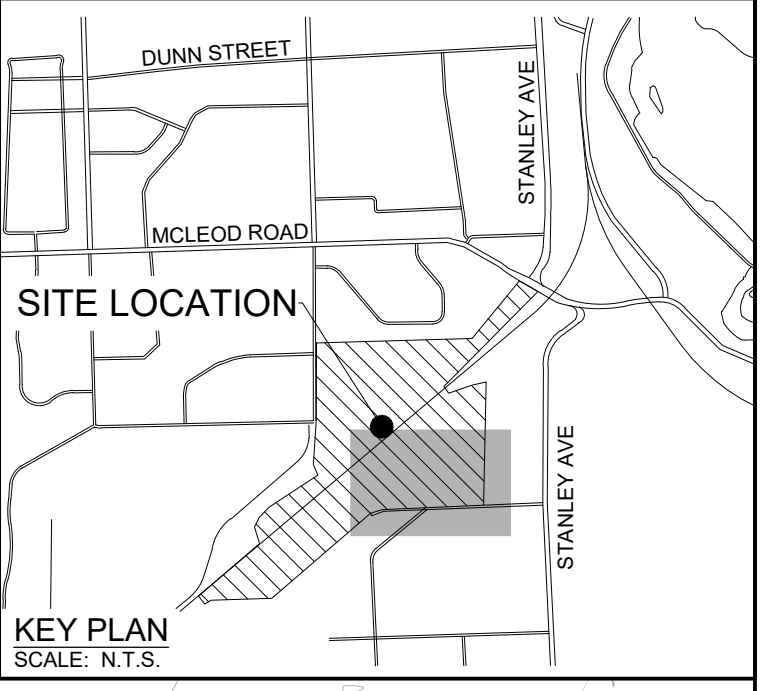 DUNN STREET
STANLEY AVE
MCLEOD ROAD
SITE LOCATION
STANLEY AVE
KEY PLAN
SCALE: N.T.S.